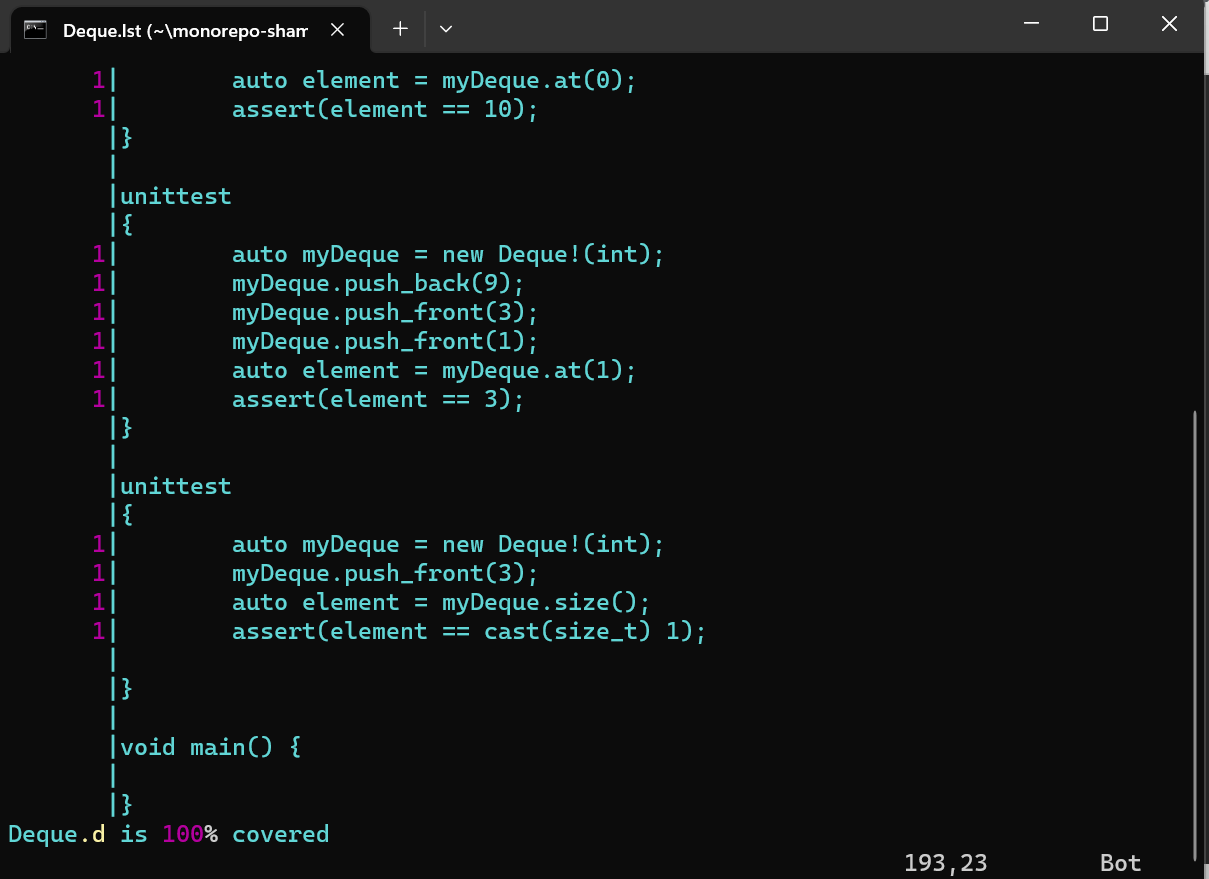 Deque.lst (~\monorepo-sham
1|        auto element = myDeque.at(0);
1|        assert(element == 10);
|}
|
|unittest
|{
1|        auto myDeque = new Deque!(int);
1|        myDeque.push_back(9);
1|        myDeque.push_front(3);
1|        myDeque.push_front(1);
1|        auto element = myDeque.at(1);
1|        assert(element == 3);
|}
|
|unittest
|{
1|        auto myDeque = new Deque!(int);
1|        myDeque.push_front(3);
1|        auto element = myDeque.size();
1|        assert(element == cast(size_t) 1);
|
|}
|
|void main() {
|
|}
Deque.d is 100% covered
193,23 Bot